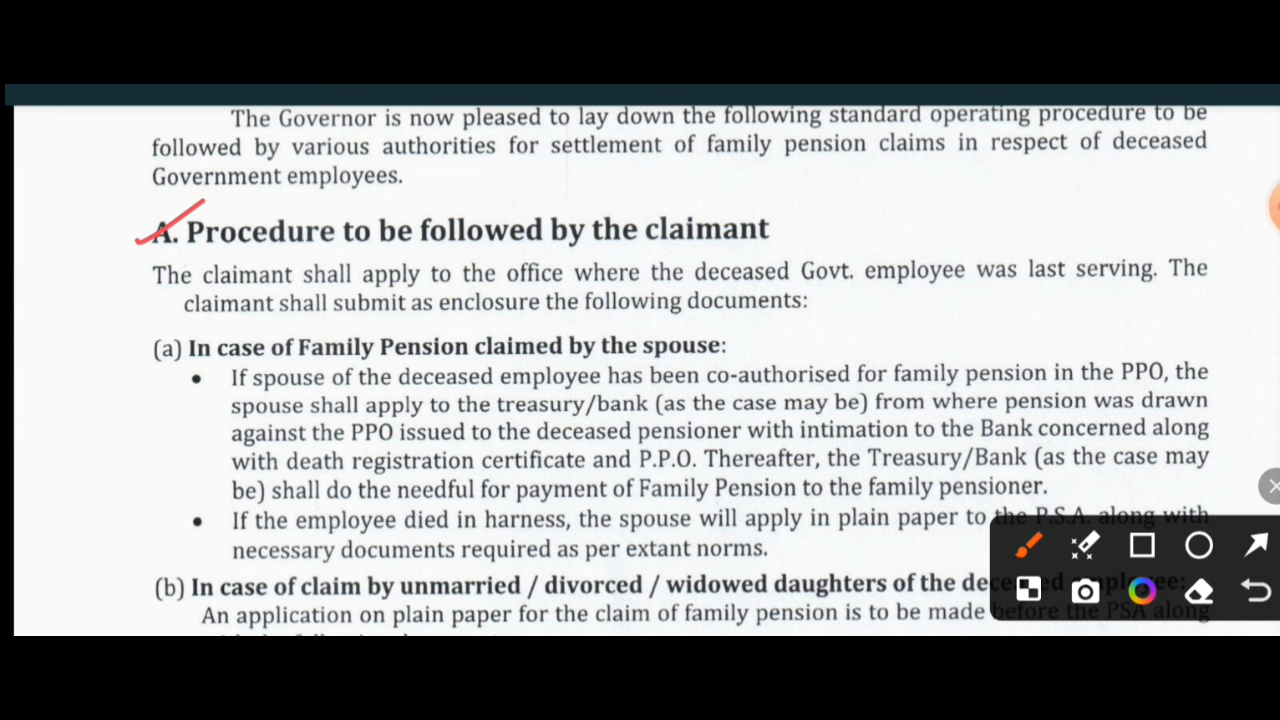 The Governor is now pleased to lay down the following standard operating procedure to be
followed by various authorities for settlement of family pension claims in respect of deceased
Government employees.
A. Procedure to be followed by the claimant
The claimant shall apply to the office where the deceased Govt. employee was last serving. The
claimant shall submit as enclosure the following documents:
(a) In case of Family Pension claimed by the spouse:
• If spouse of the deceased employee has been co-authorised for family pension in the PPO, the
spouse shall apply to the treasury/bank (as the case may be) from where pension was drawn
against the PPO issued to the deceased pensioner with intimation to the Bank concerned along
with death registration certificate and P.P.O. Thereafter, the Treasury/Bank (as the case may
be) shall do the needful for payment of Family Pension to the family pensioner.
• If the employee died in harness, the spouse will apply in plain paper to the P.S.A. along with
necessary documents required as per extant norms.
(b) In case of claim by unmarried / divorced / widowed daughters of the deceased employee:
An application on plain paper for the claim of family pension is to be made before the PSA along